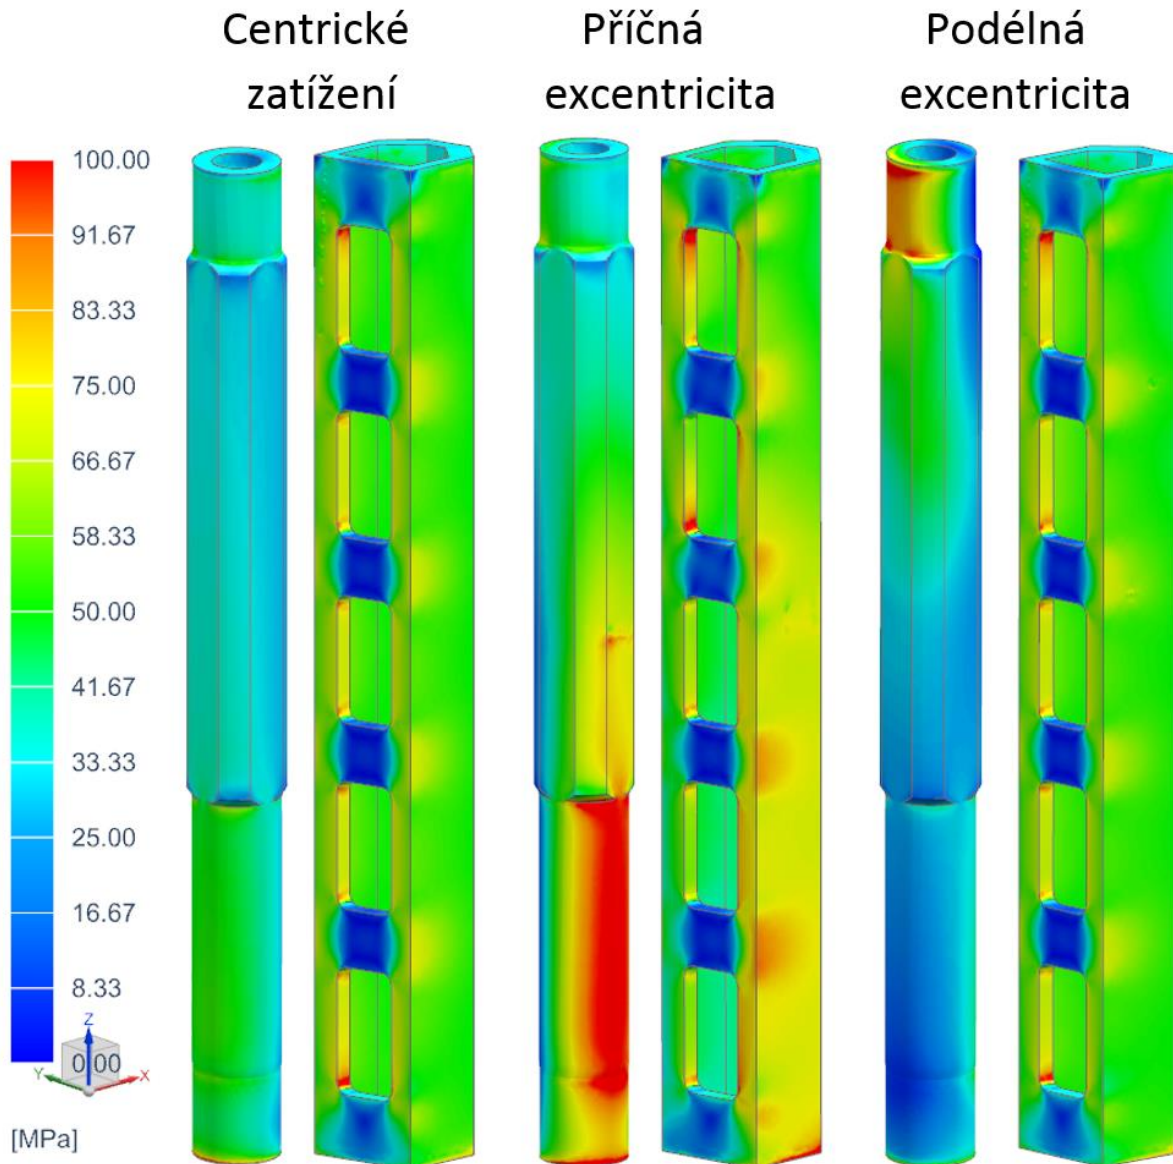 Centrické
zatížení
Příčná
excentricita
Podélná
excentricita
100.00
91.67
83.33
75.00
66.67
58.33
50.00
41.67
33.33
25.00
16.67
8.33
0.00
Z
Y
X
[MPa]